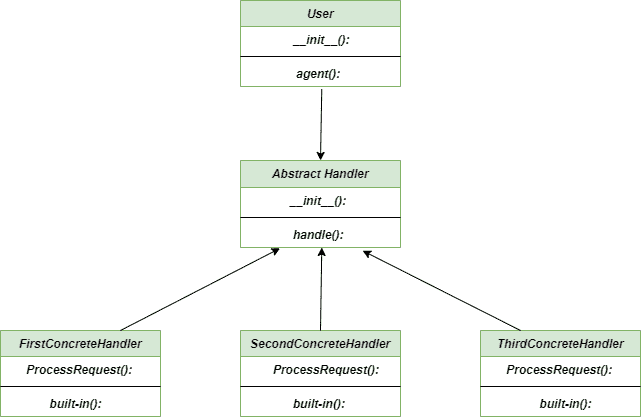 User
__init__():
agent():
Abstract Handler
__init__():
handle():
FirstConcreteHandler
ProcessRequest():
built-in():
SecondConcreteHandler
ProcessRequest():
built-in():
ThirdConcreteHandler
ProcessRequest():
built-in():